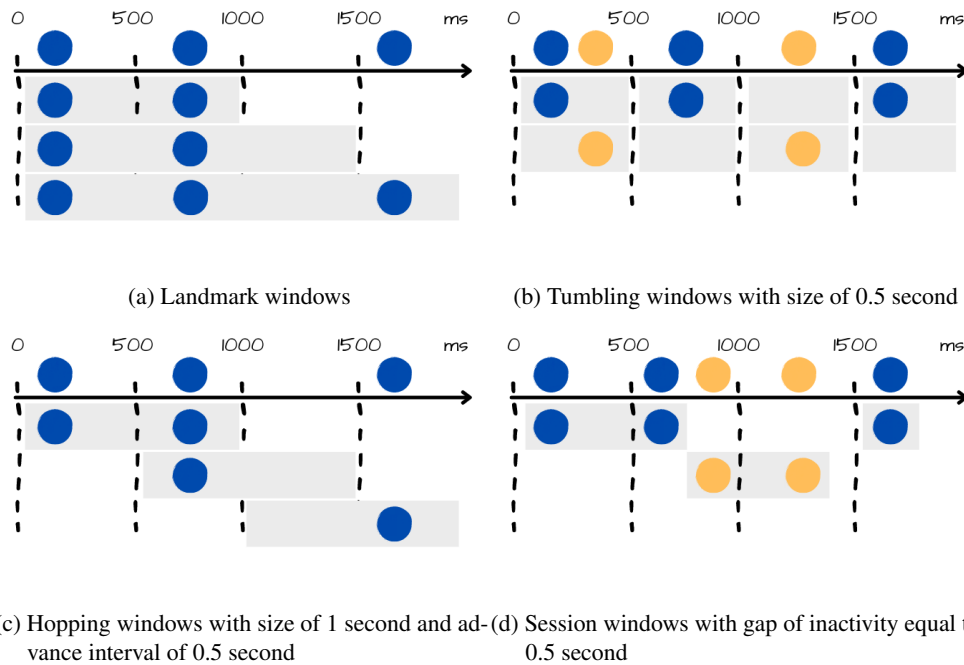 0 500 1000 1500 ms
0 500 1000 1500 ms
(a) Landmark windows
(b) Tumbling windows with size of 0.5 second
0 500 1000 1500 ms
0 500 1000 1500 ms
c) Hopping windows with size of 1 second and ad-
vance interval of 0.5 second
(d) Session windows with gap of inactivity equal t
0.5 second